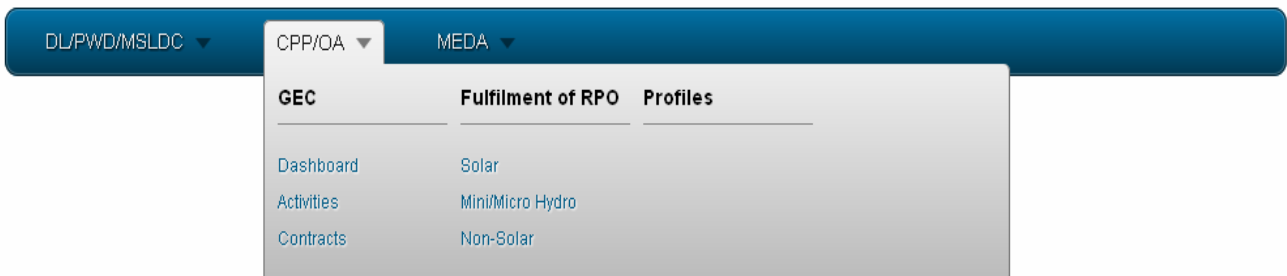 DL/PWD/MSLDC CPP/OA MEDA
GEC Fulfilment of RPO Profiles
Dashboard Solar
Activities Mini/Micro Hydro
Contracts Non-Solar